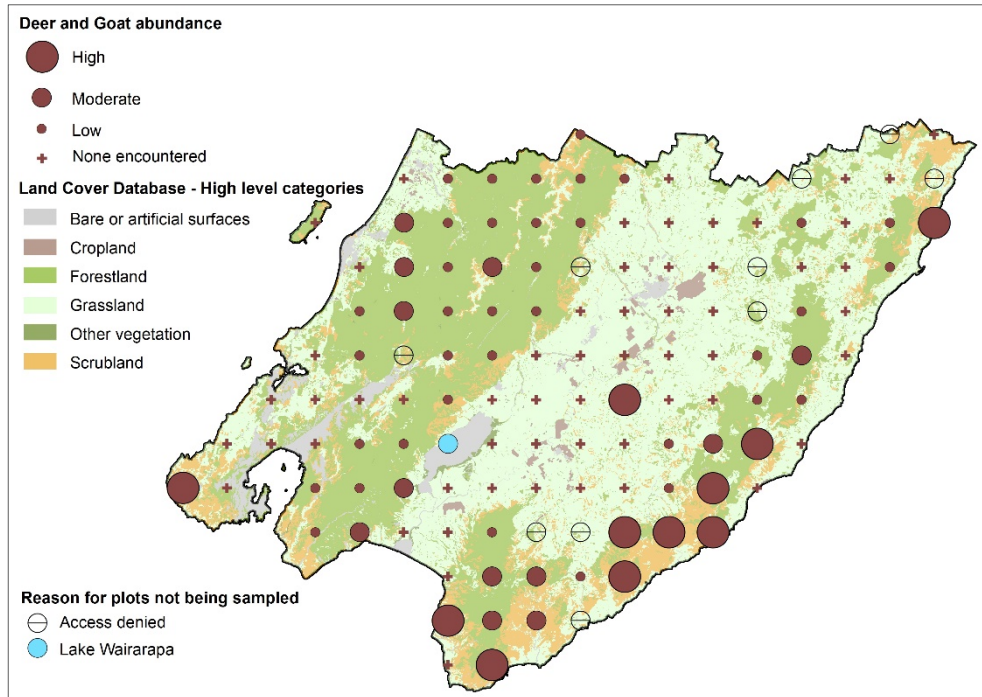 Deer and Goat abundance
High
Moderate
Low
None encountered
Land Cover Database - High level categories
Bare or artificial surfaces
Cropland
Forestland
Grassland
Other vegetation
Scrubland
Reason for plots not being sampled
Access denied
Lake Wairarapa